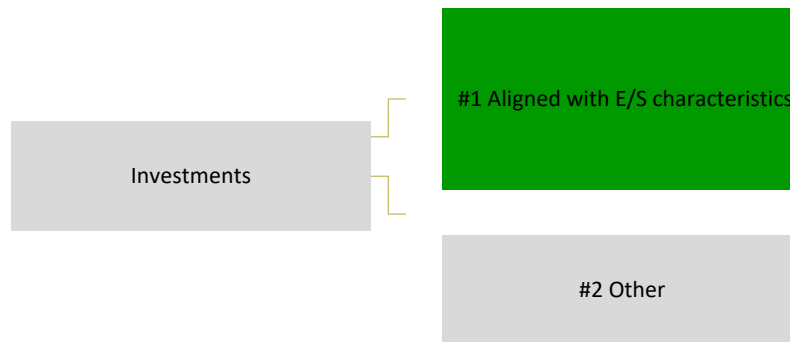 #1 Aligned with E/S characteristics
Investments
#2 Other